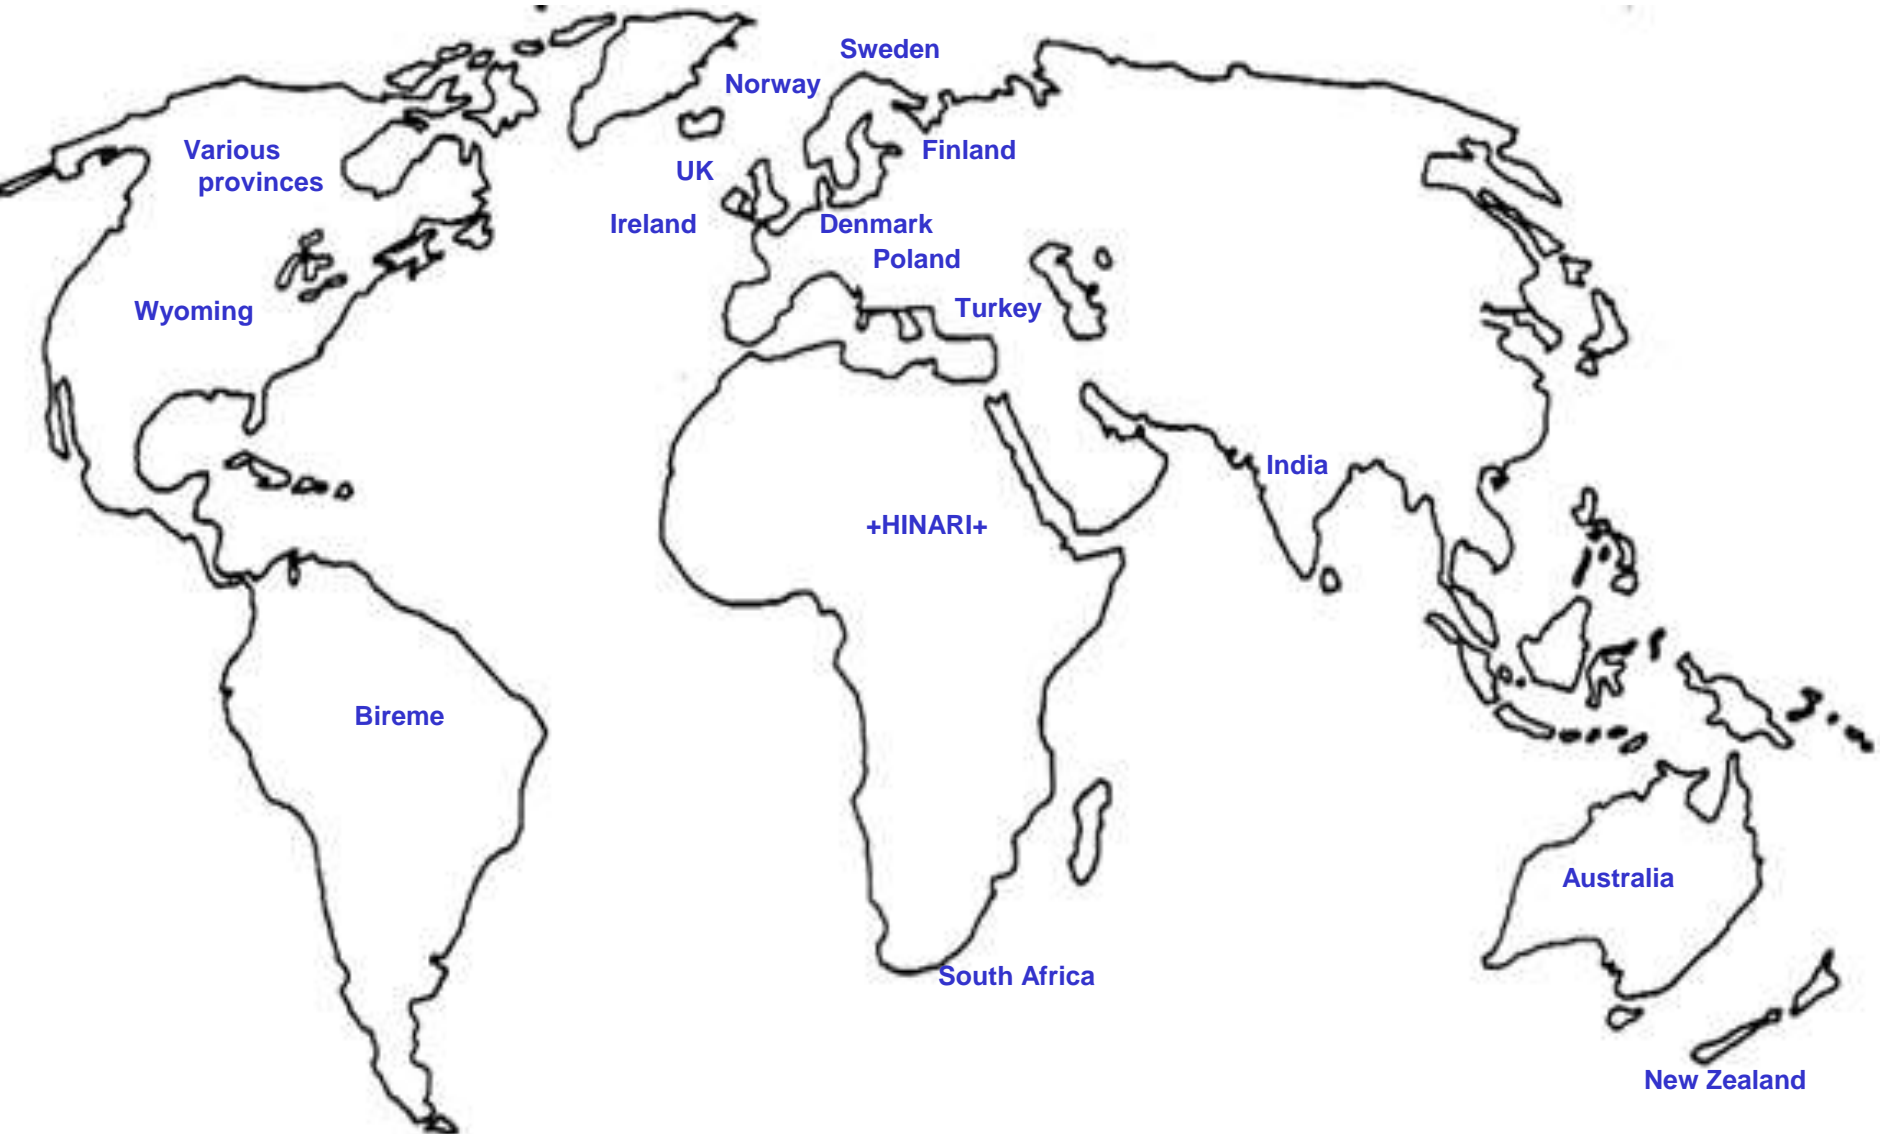 Sweden
Norway
Various
provinces
Finland
UK
Ireland
Denmark
Poland
Wyoming
Turkey
India
+HINARI+
Bireme
Australia
South Africa
New Zealand